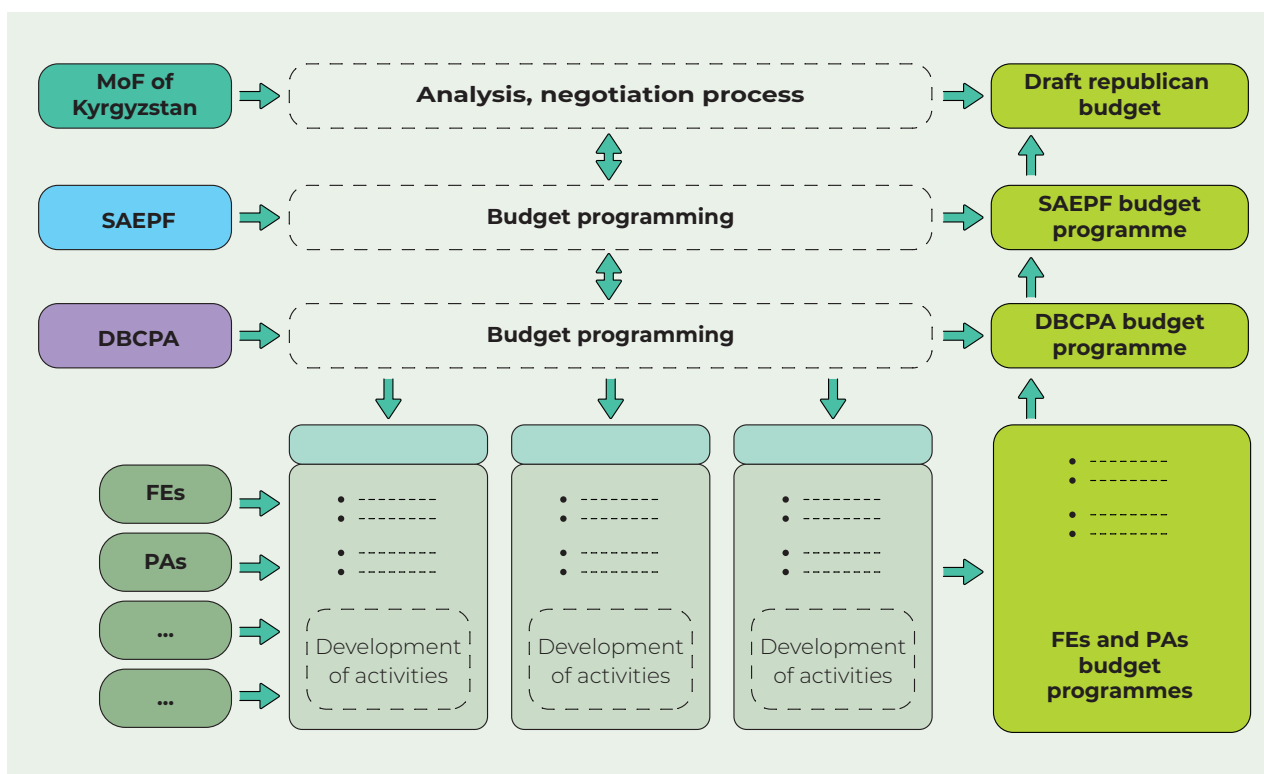 MoF of
Kyrgyzstan
Analysis, negotiation process
Draft republican
budget
SAEPF
Budget programming
SAEPF budget
programme
DBCPA
Budget programming
DBCPA budget
programme
FEs
PAs
...
...
Development
of activities
Development
of activities
Development
of activities
FEs and PAs
budget
programmes